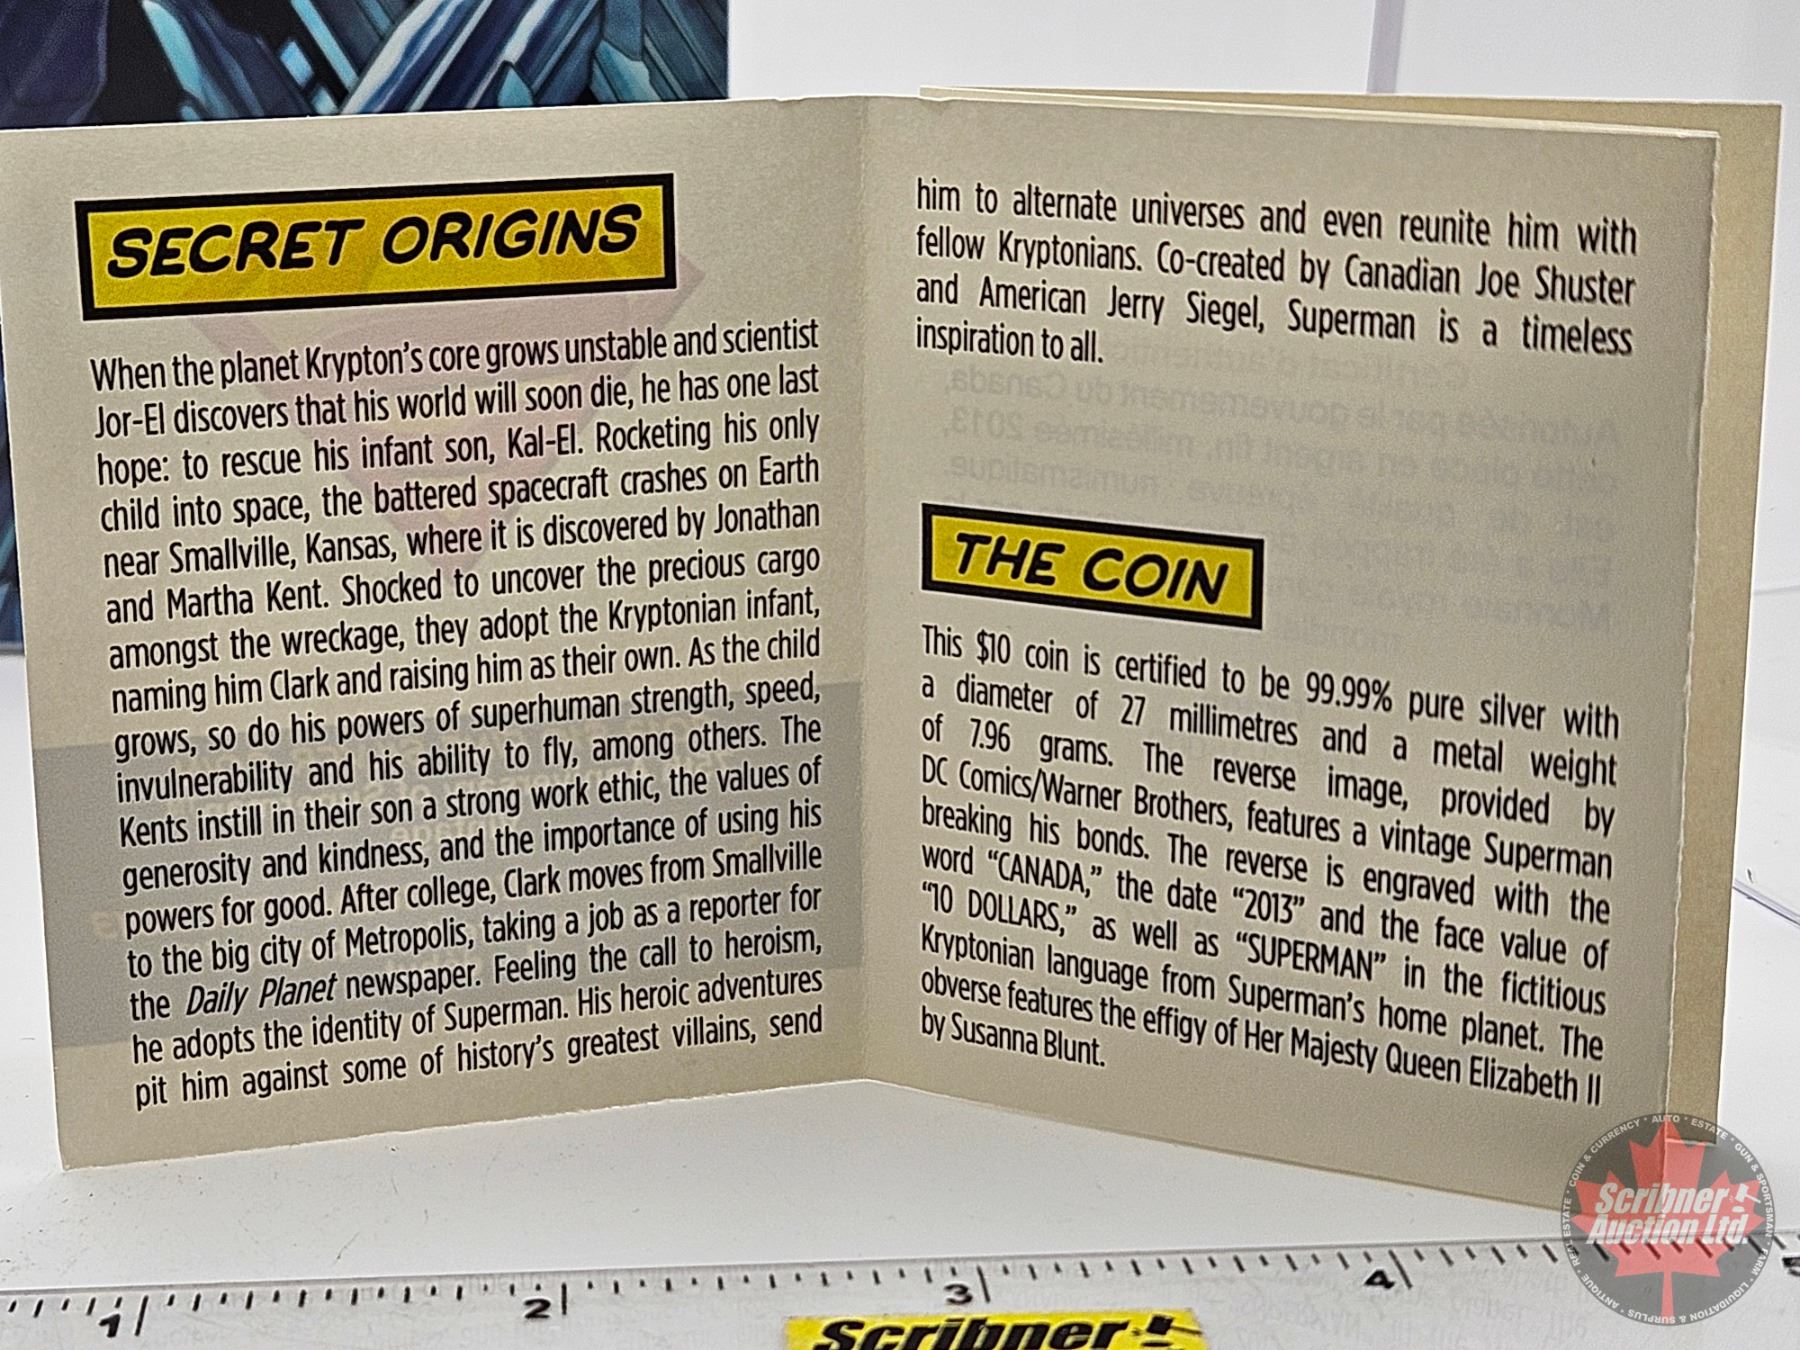 SECRET ORIGINS
When the planet Krypton's core grows unstable and scientist
Jor-El discovers that his world will soon die, he has one last
hope: to rescue his infant son, Kal-El. Rocketing his only
child into space, the battered spacecraft crashes on Earth
near Smallville, Kansas, where it is discovered by Jonathan
and Martha Kent. Shocked to uncover the precious cargo
amongst the wreckage, they adopt the Kryptonian infant,
naming him Clark and raising him as their own. As the child
grows, so do his powers of superhuman strength, speed,
invulnerability and his ability to fly, among others. The
Kents instill in their son a strong work ethic, the values of
generosity and kindness, and the importance of using his
powers for good. After college, Clark moves from Smallville
to the big city of Metropolis, taking a job as a reporter for
the Daily Planet newspaper. Feeling the call to heroism,
he adopts the identity of Superman. His heroic adventures
pit him against some of history's greatest villains, send
him to alternate universes and even reunite him with
fellow Kryptonians. Co-created by Canadian Joe Shuster
and American Jerry Siegel, Superman is a timeless
inspiration to all.
THE COIN
This $10 coin is certified to be 99.99% pure silver with
a diameter of 27 millimetres and a metal weight
of 7.96 grams. The reverse image, provided by
DC Comics/Warner Brothers, features a vintage Superman
breaking his bonds. The reverse is engraved with the
word "CANADA," the date "2013" and the face value of
"10 DOLLARS," as well as "SUPERMAN" in the fictitious
Kryptonian language from Superman's home planet. The
obverse features the effigy of Her Majesty Queen Elizabeth II
by Susanna Blunt.
1 2 3 4 5
Scribner
Scribner
Auction Ltd.
COIN & CURRENCY * AUTO * ESTATE * GUN & SPORTSMAN * FARM * LIQUIDATION & SURPLUS * ANTIQUE * REAL ESTATE *